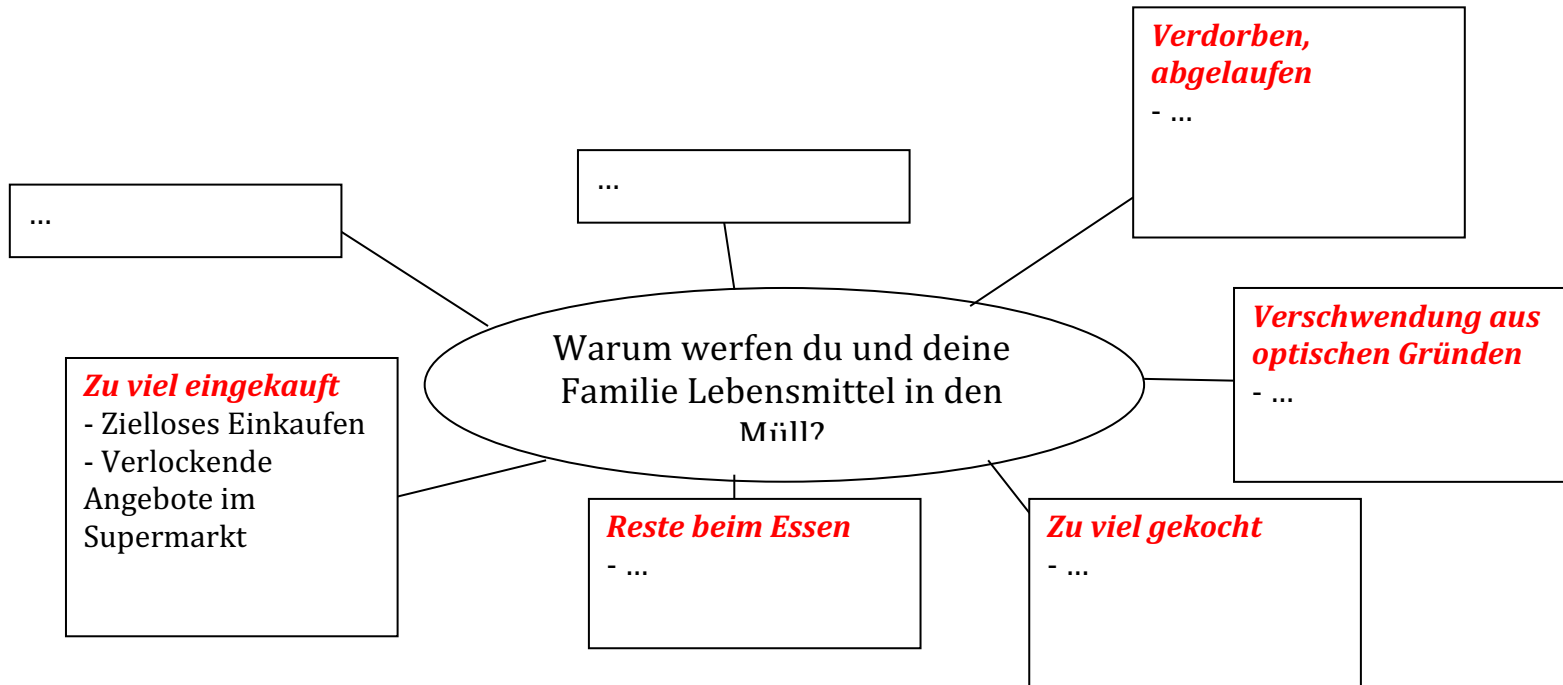 Verdorben,
abgelaufen
- ...
...
...
Warum werfen du und deine
Familie Lebensmittel in den
Müll?
Verschwendung aus
optischen Gründen
- ...
Zu viel eingekauft
- Zielloses Einkaufen
- Verlockende
Angebote im
Supermarkt
Reste beim Essen
- ...
Zu viel gekocht
- ...